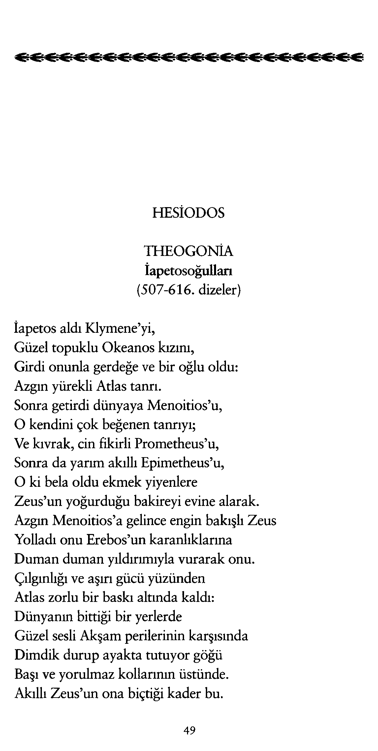 HESİODOS
THEOGONİA
İapetosoğulları
(507-616. dizeler)
İapetos aldı Klymene'yi,
Güzel topuklu Okeanos kızını,
Girdi onunla gerdeğe ve bir oğlu oldu:
Azgın yürekli Atlas tanrı.
Sonra getirdi dünyaya Menoitios'u,
O kendini çok beğenen tanrıyı;
Ve kıvrak, cin fikirli Prometheus'u,
Sonra da yarım akıllı Epimetheus'u,
O ki bela oldu ekmek yiyenlere
Zeus'un yoğurduğu bakireyi evine alarak.
Azgın Menoitios'a gelince engin bakışlı Zeus
Yolladı onu Erebos'un karanlıklarına
Duman duman yıldırımıyla vurarak onu.
Çılgınlığı ve aşırı gücü yüzünden
Atlas zorlu bir baskı altında kaldı:
Dünyanın bittiği bir yerlerde
Güzel sesli Akşam perilerinin karşısında
Dimdik durup ayakta tutuyor göğü
Başı ve yorulmaz kollarının üstünde.
Akıllı Zeus'un ona biçtiği kader bu.
49